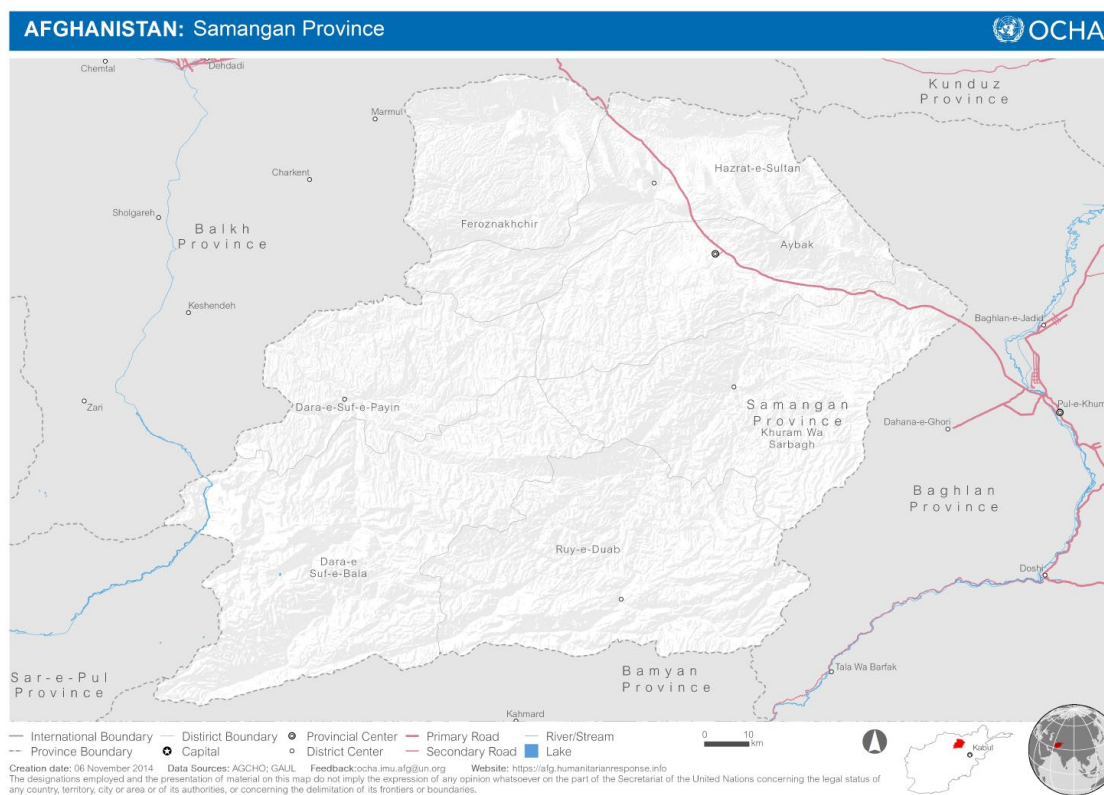 AFGHANISTAN: Samangan Province
OCHA
Chemtal
Dehdadi
Kunduz
Province
Marmul
Hazrat-e-Sultan
Charkent
Sholgareh
Feroznakhchir
Balkh
Province
Aybak
Keshendeh
Baghlan-e-Jadid
Zari
Dara-e-Suf-e-Payin
Samangan
Province
Khuram Wa
Sarbagh
Pul-e-Khum
Dahana-e-Ghori
Baghlan
Province
Ruy-e-Duab
Dara-e
Suf-e-Bala
Doshi
Sar-e-Pul
Province
Bamyan
Province
Tala Wa Barfak
Kahmard
International Boundary
District Boundary
Provincial Center
Primary Road
River/Stream
Province Boundary
Capital
District Center
Secondary Road
Lake
0 10
km
Kabul
Creation date: 06 November 2014 Data Sources: AGCHO; GAUL Feedback:ocha.imu.afg@un.org Website: https://afg.humanitarianresponse.info
The designations employed and the presentation of material on this map do not imply the expression of any opinion whatsoever on the part of the Secretariat of the United Nations concerning the legal status of
any country, territory, city or area or of its authorities, or concerning the delimitation of its frontiers or boundaries.